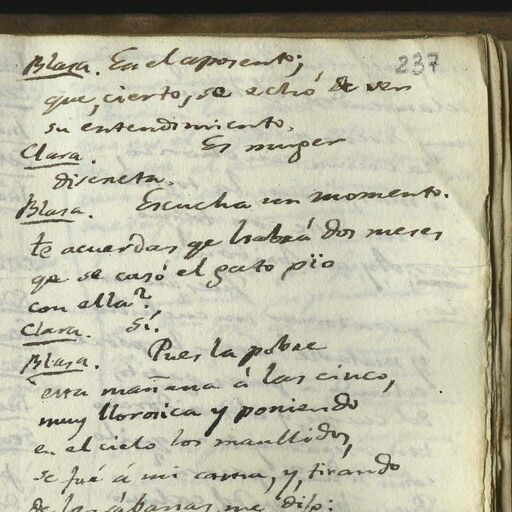 237
Blasa. En el aposento;
que, cierto, se echó de ver
su entendimiento.
Clara. Es muger
discreta.
Blasa. Escucha un momento.
te acuerdas qe habrá dos meses
qe se casó el gato pïo
con ella?
Clara. Sí.
Blasa. Pues la pobre
esta mañana á las cinco,
muy llorosica y poniendo
en el cielo los maullidos,
se fué á mi cama, y, tirando
de las sábanas, me dijo: